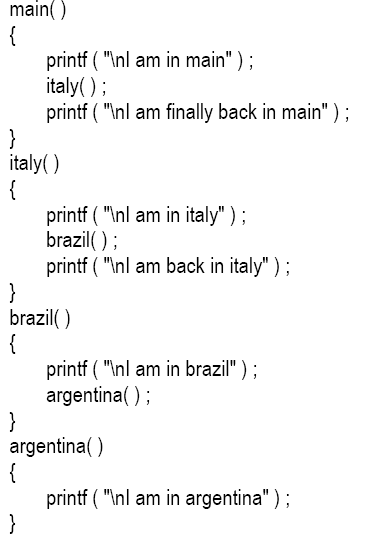 main( )
{
printf ( "\nI am in main" ) ;
italy( ) ;
printf ( "\nI am finally back in main" ) ;
}
italy( )
{
printf ( "\nI am in italy" ) ;
brazil( ) ;
printf ( "\nI am back in italy" ) ;
}
brazil( )
{
printf ( "\nI am in brazil" ) ;
argentina( ) ;
}
argentina( )
{
printf ( "\nI am in argentina" ) ;
}